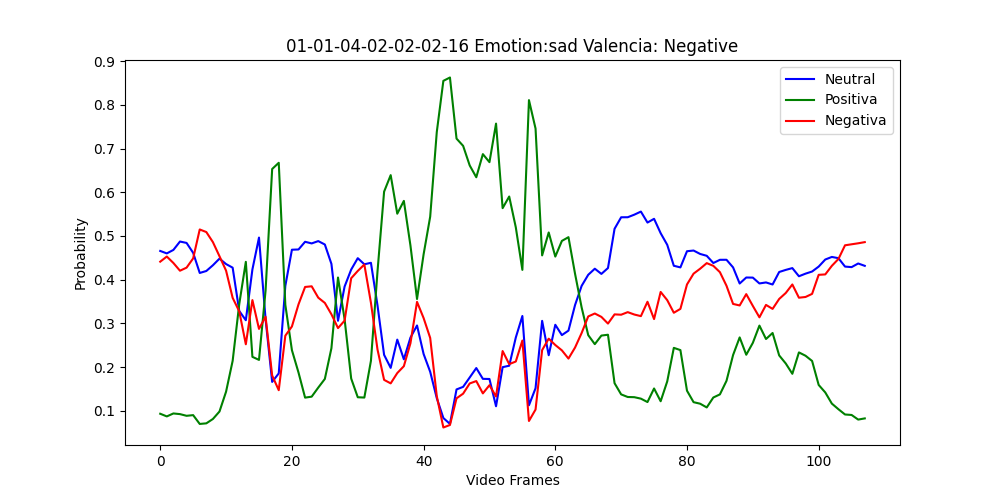 01-01-04-02-02-02-16 Emotion:sad Valencia: Negative
Neutral
Positiva
Negativa
Probability
0.9
0.8
0.7
0.6
0.5
0.4
0.3
0.2
0.1
0 20 40 60 80 100
Video Frames